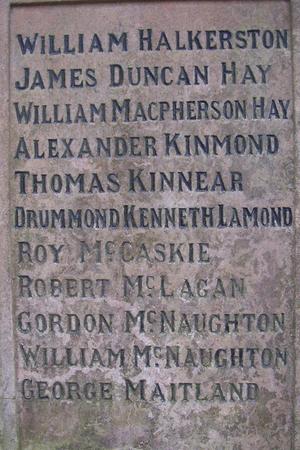 WILLIAM HALKERSTON
JAMES DUNCAN HAY
WILLIAM MACPHERSON HAY
ALEXANDER KINMOND
THOMAS KINNEAR
DRUMMOND KENNETH LAMOND
ROY MCCASKIE
ROBERT MCLAGAN
GORDON MCNAUGHTON
WILLIAM MCNAUGHTON
GEORGE MAITLAND